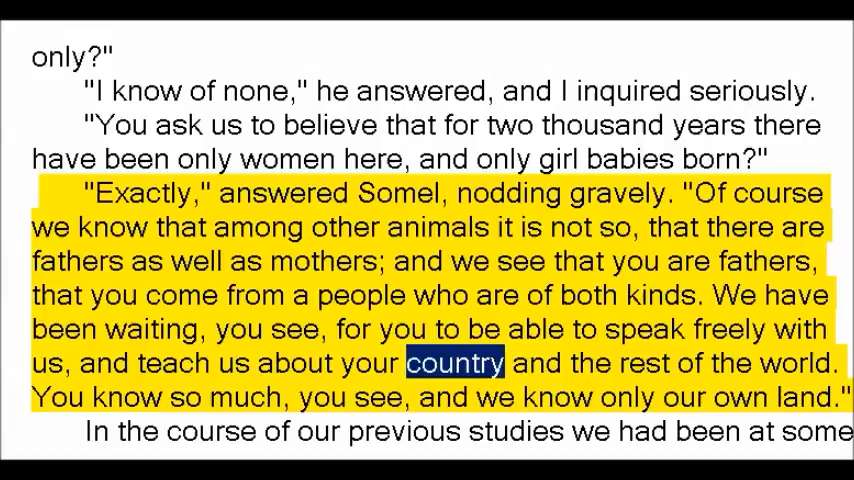 only?"
"I know of none," he answered, and I inquired seriously.
"You ask us to believe that for two thousand years there
have been only women here, and only girl babies born?"
"Exactly," answered Somel, nodding gravely. "Of course
we know that among other animals it is not so, that there are
fathers as well as mothers; and we see that you are fathers,
that you come from a people who are of both kinds. We have
been waiting, you see, for you to be able to speak freely with
us, and teach us about your country and the rest of the world.
You know so much, you see, and we know only our own land."
In the course of our previous studies we had been at some